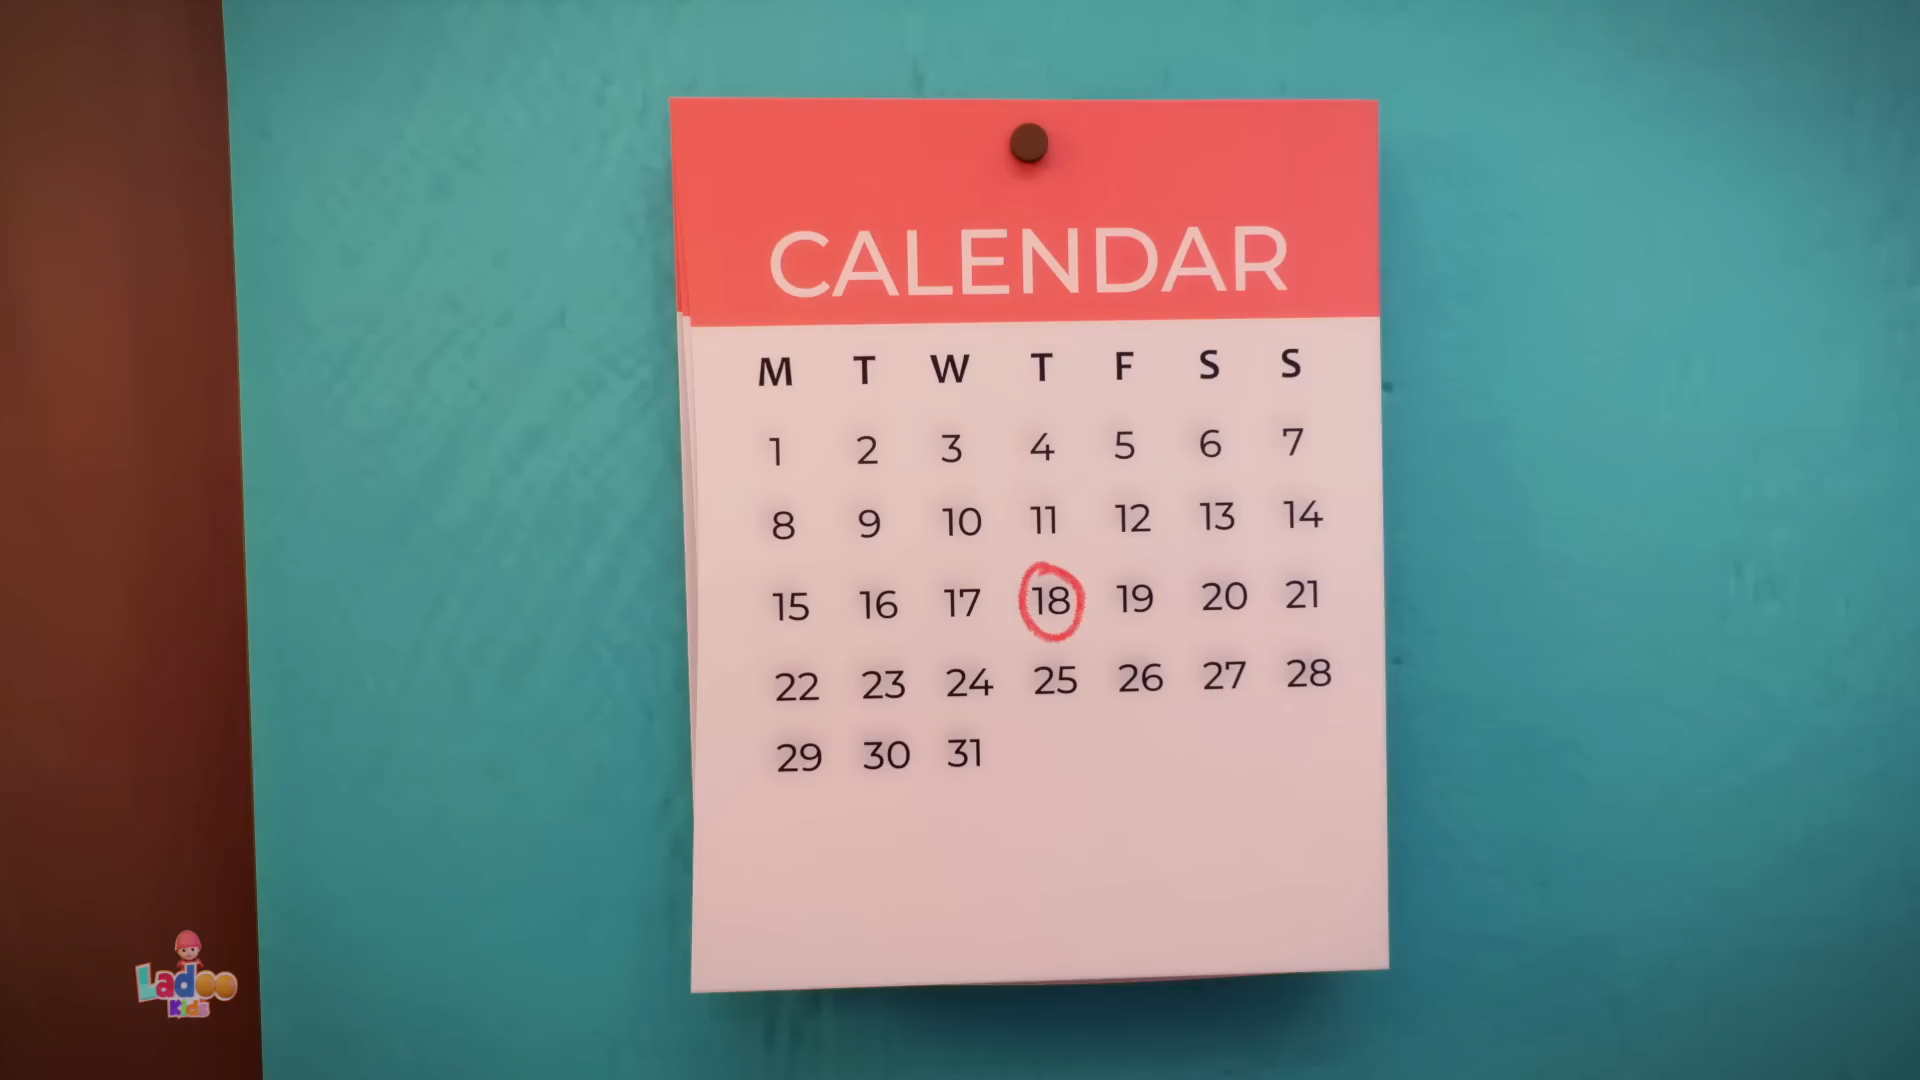 CALENDAR
M T W T F S S
1 2 3 4 5 6 7
8 9 10 11 12 13 14
15 16 17 18 19 20 21
22 23 24 25 26 27 28
29 30 31
Ladoo
Kids